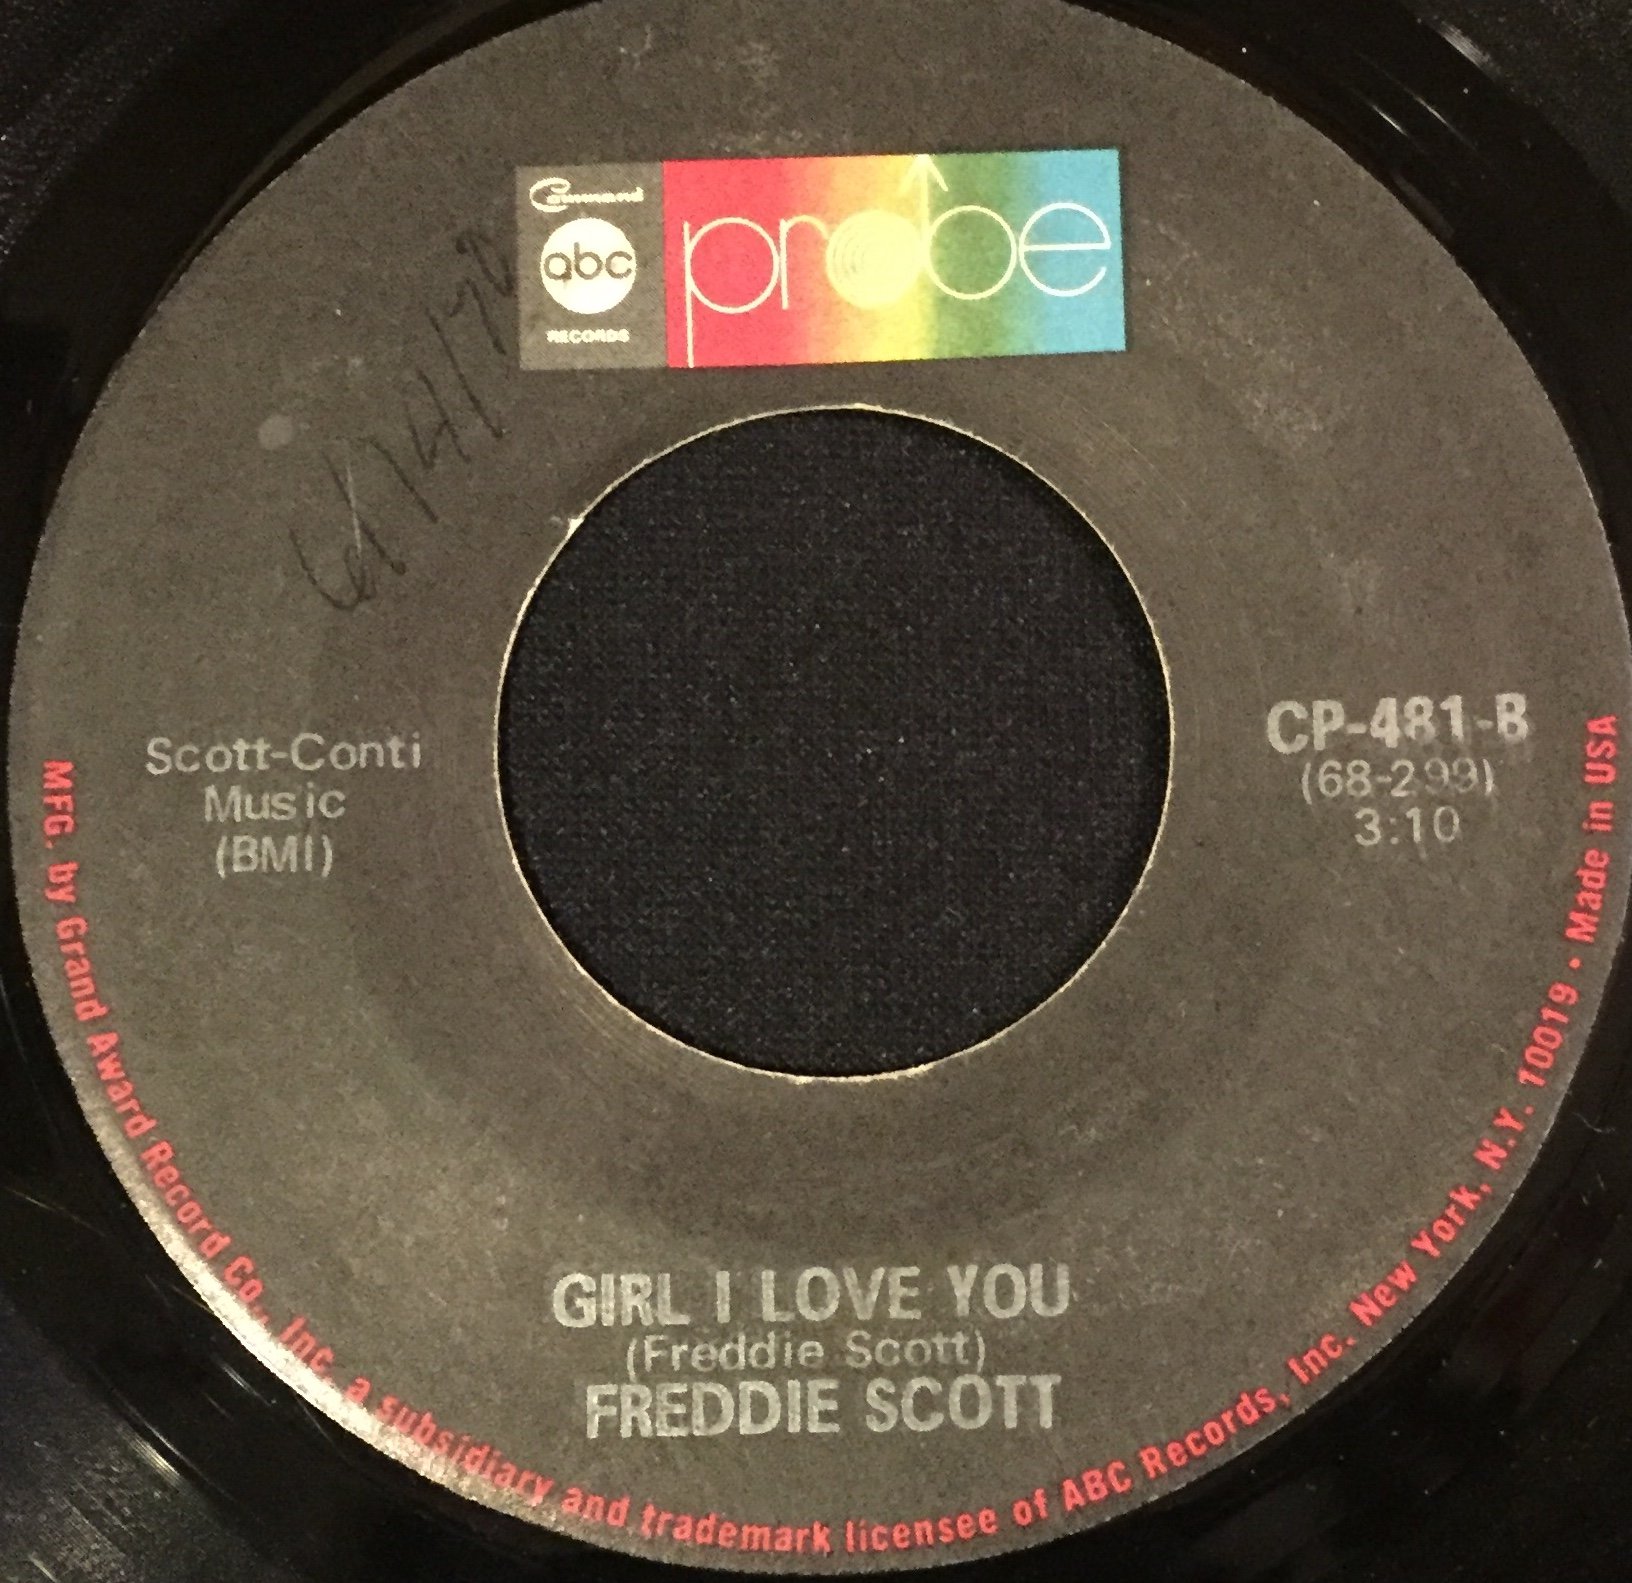 Command
abc
RECORDS
probe
Scott-Conti
Music
(BMI)
CP-481-B
(68-299)
3:10
GIRL I LOVE YOU
(Freddie Scott)
FREDDIE SCOTT
MFG. by Grand Award Record Co., Inc. a subsidiary and trademark licensee of ABC Records, Inc. New York, N.Y. 10019 • Made in USA